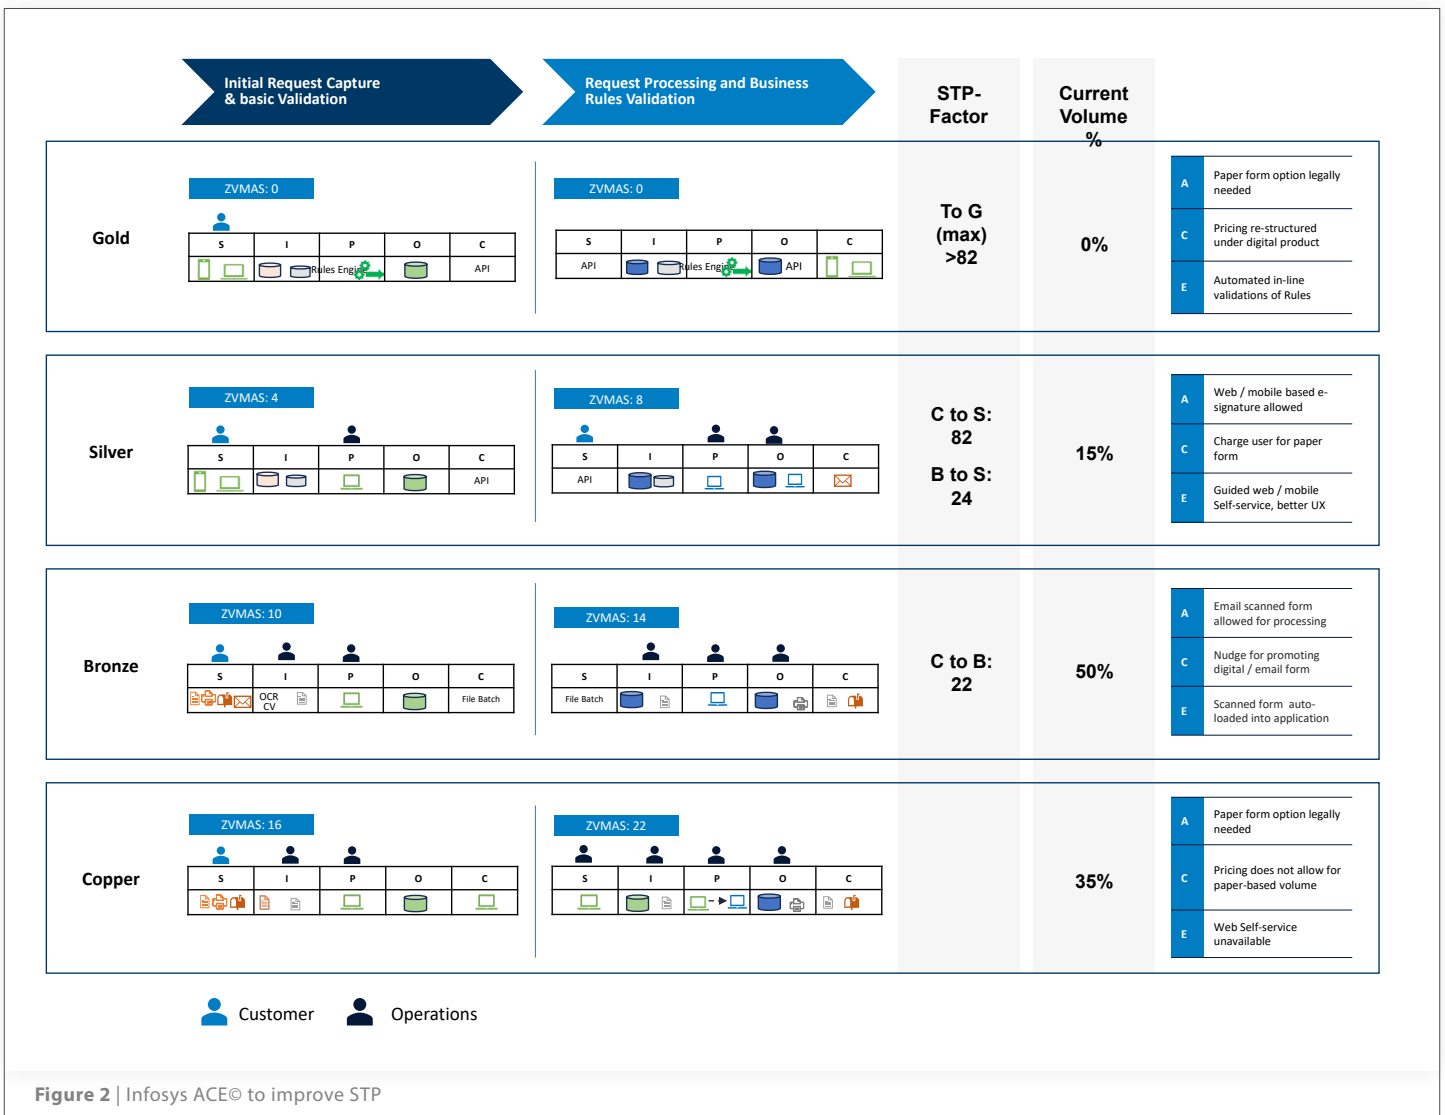 Initial Request Capture
& basic Validation
Request Processing and Business
Rules Validation
STP-
Factor
Current
Volume
%
Gold
ZVMAS: 0
S I P O C
Rules Engine
API
ZVMAS: 0
S I P O C
API
Rules Engine
API
To G
(max)
>82
0%
A
Paper form option legally
needed
C
Pricing re-structured
under digital product
E
Automated in-line
validations of Rules
Silver
ZVMAS: 4
S I P O C
API
ZVMAS: 8
S I P O C
API
C to S:
82
B to S:
24
15%
A
Web / mobile based e-
signature allowed
C
Charge user for paper
form
E
Guided web / mobile
Self-service, better UX
Bronze
ZVMAS: 10
S I P O C
OCR
CV
File Batch
ZVMAS: 14
S I P O C
File Batch
C to B:
22
50%
A
Email scanned form
allowed for processing
C
Nudge for promoting
digital / email form
E
Scanned form auto-
loaded into application
Copper
ZVMAS: 16
S I P O C
ZVMAS: 22
S I P O C
35%
A
Paper form option legally
needed
C
Pricing does not allow for
paper-based volume
E
Web Self-service
unavailable
Customer
Operations
Figure 2 | Infosys ACE© to improve STP